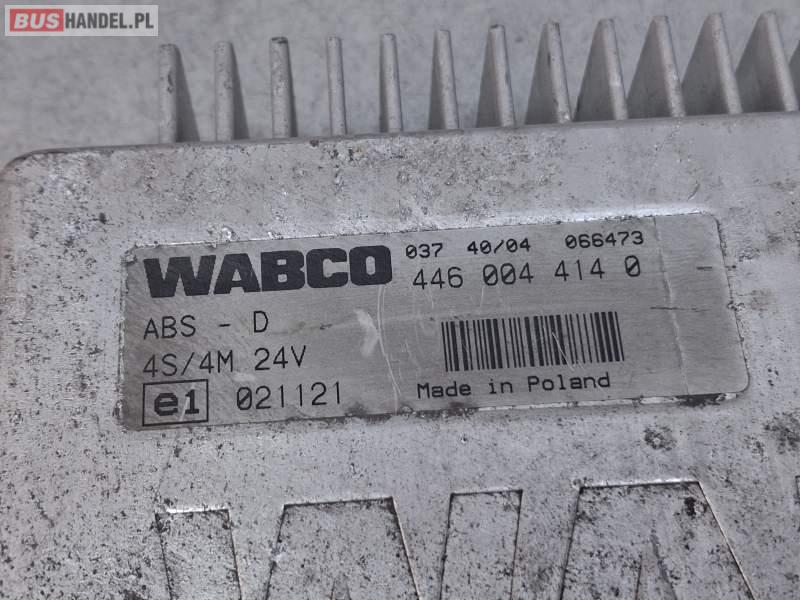 BUSHANDEL.PL
WABCO
037 40/04 066473
446 004 414 0
ABS - D
4S/4M 24V
e1 021121
Made in Poland